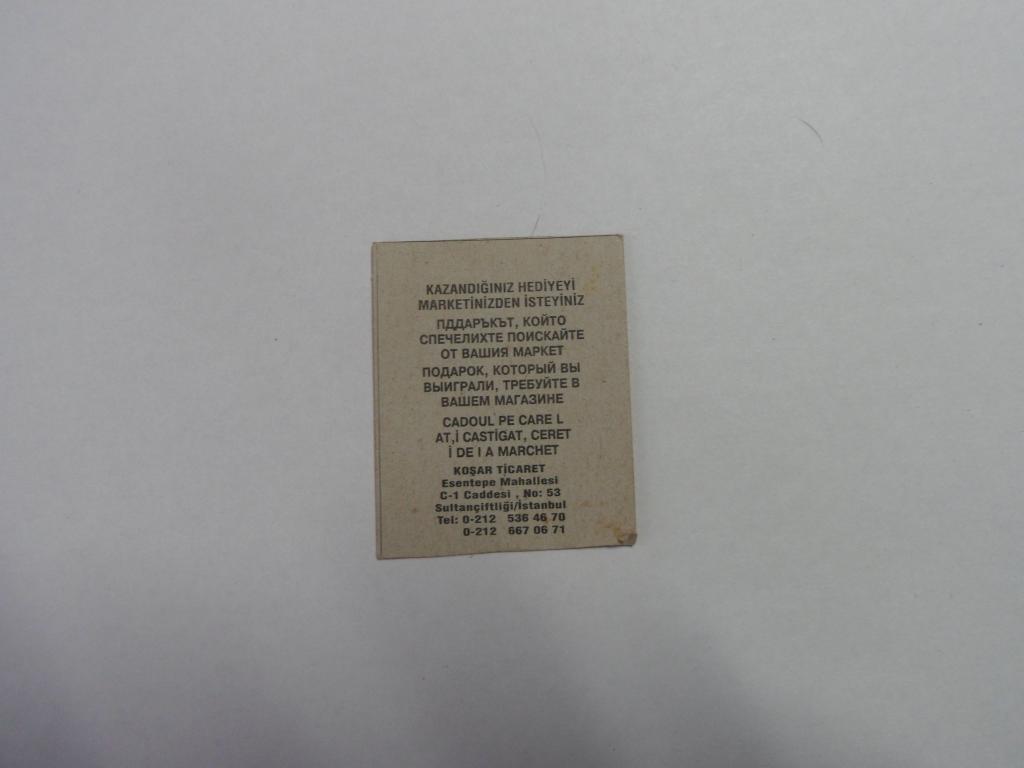 KAZANDIĞINIZ HEDİYEYİ
MARKETİNİZDEN İSTEYİNİZ
ПДДАРЪКЪТ, КОЙТО
СПЕЧЕЛИХТЕ ПОИСКАЙТЕ
ОТ ВАШИЯ МАРКЕТ
ПОДАРОК, КОТОРЫЙ ВЫ
ВЫИГРАЛИ, ТРЕБУЙТЕ В
ВАШЕМ МАГАЗИНЕ
CADOUL PE CARE L
AT,İ CASTİGAT, CERET
İ DE I A MARCHET
KOŞAR TİCARET
Esentepe Mahallesi
C-1 Caddesi , No: 53
Sultançiftliği/İstanbul
Tel: 0-212 536 46 70
0-212 667 06 71